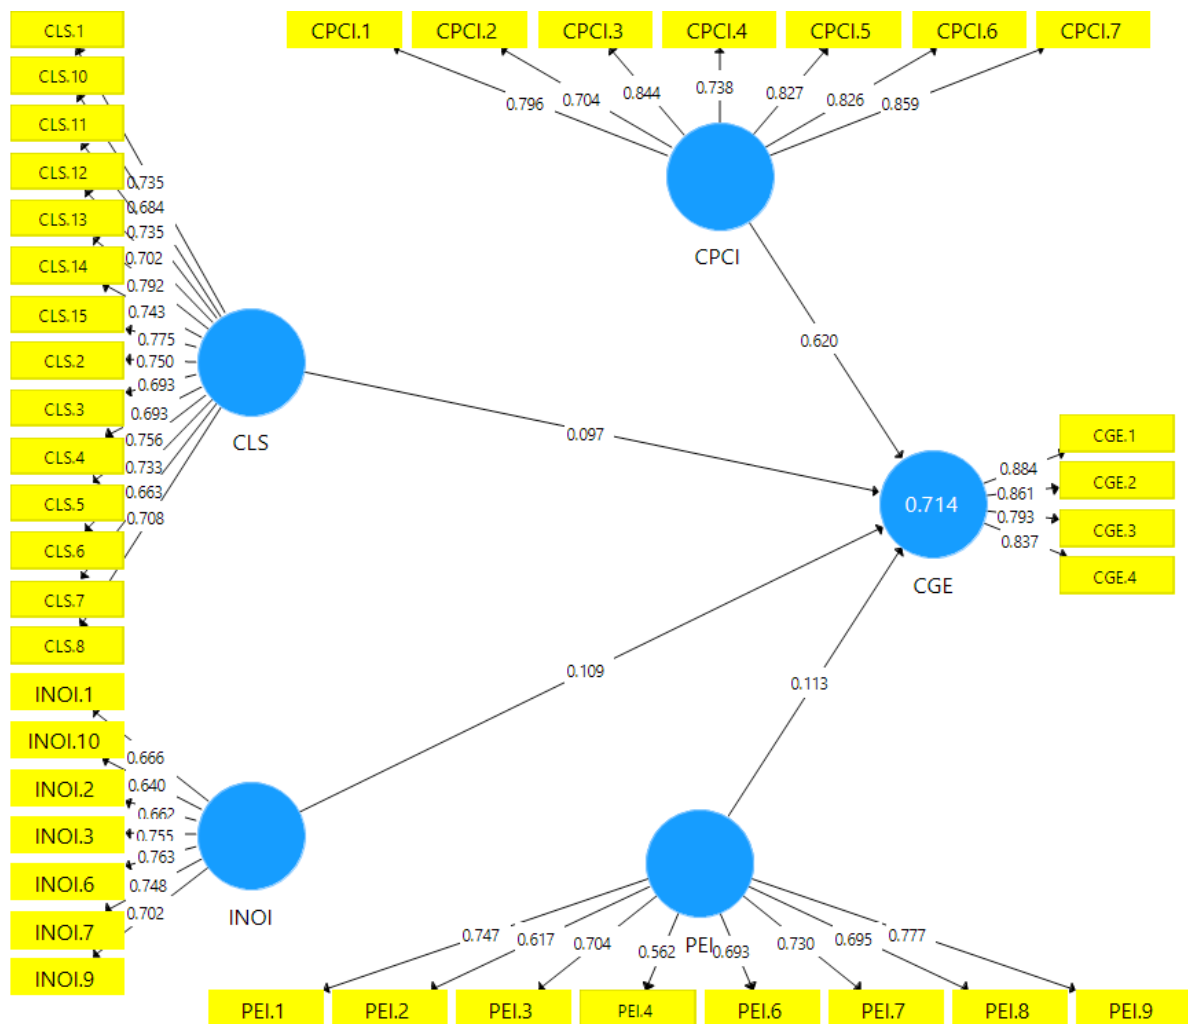 CLS.1
CPCI.1 CPCI.2 CPCI.3 CPCI.4 CPCI.5 CPCI.6 CPCI.7
CLS.10
CLS.11
CLS.12
CLS.13
CLS.14
CLS.15
CLS.2
CLS.3
CLS.4
CLS.5
CLS.6
CLS.7
CLS.8
0.796 0.704 0.844 0.738 0.827 0.826 0.859
CPCI
0.735
0.684
0.735
0.702
0.792
0.743
0.775
0.750
0.693
0.693
0.756
0.733
0.663
0.708
CLS
0.620
0.097
0.714
CGE
0.884
0.861
0.793
0.837
CGE.1
CGE.2
CGE.3
CGE.4
0.109
0.113
INOI.1
INOI.10
INOI.2
INOI.3
INOI.6
INOI.7
INOI.9
0.666
0.640
0.662
0.755
0.763
0.748
0.702
INOI
PEI
0.747 0.617 0.704 0.562 0.693 0.730 0.695 0.777
PEI.1 PEI.2 PEI.3 PEI.4 PEI.6 PEI.7 PEI.8 PEI.9